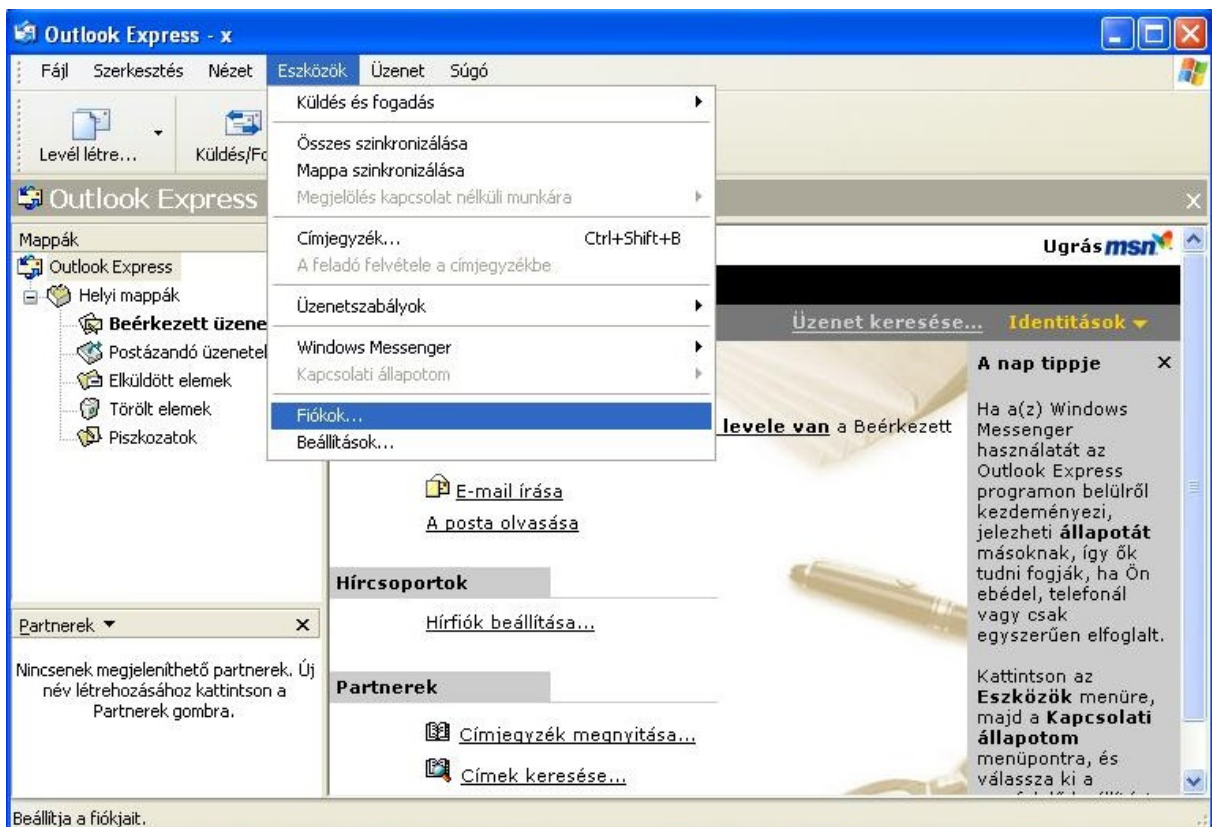 Outlook Express - x
Fájl Szerkesztés Nézet Eszközök Üzenet Súgó
Levél létre... Küldés/Fo
Küldés és fogadás
Összes szinkronizálása
Mappa szinkronizálása
Megjelölés kapcsolat nélküli munkára
Címjegyzék... Ctrl+Shift+B
A feladó felvétele a címjegyzékbe
Üzenetszabályok
Windows Messenger
Kapcsolati állapotom
Fiókok...
Beállítások...
Outlook Express
Mappák
Outlook Express
Helyi mappák
Beérkezett üzene
Postázandó üzenetel
Elküldött elemek
Törölt elemek
Piszkozatok
Partnerek
Nincsenek megjeleníthető partnerek. Új
név létrehozásához kattintson a
Partnerek gombra.
Ugrás msn
Üzenet keresése... Identitások
levele van a Beérkezett
E-mail írása
A posta olvasása
Hírcsoportok
Hírfiók beállítása...
Partnerek
Címjegyzék megnyitása...
Címek keresése...
A nap tippje
Ha a(z) Windows
Messenger
használatát az
Outlook Express
programon belülről
kezdeményezi,
jelezheti állapotát
másoknak, így ők
tudni fogják, ha Ön
ebédel, telefonál
vagy csak
egyszerűen elfoglalt.
Kattintson az
Eszközök menüre,
majd a Kapcsolati
állapotom
menüpontra, és
válassza ki a
Beállítja a fiókjait.